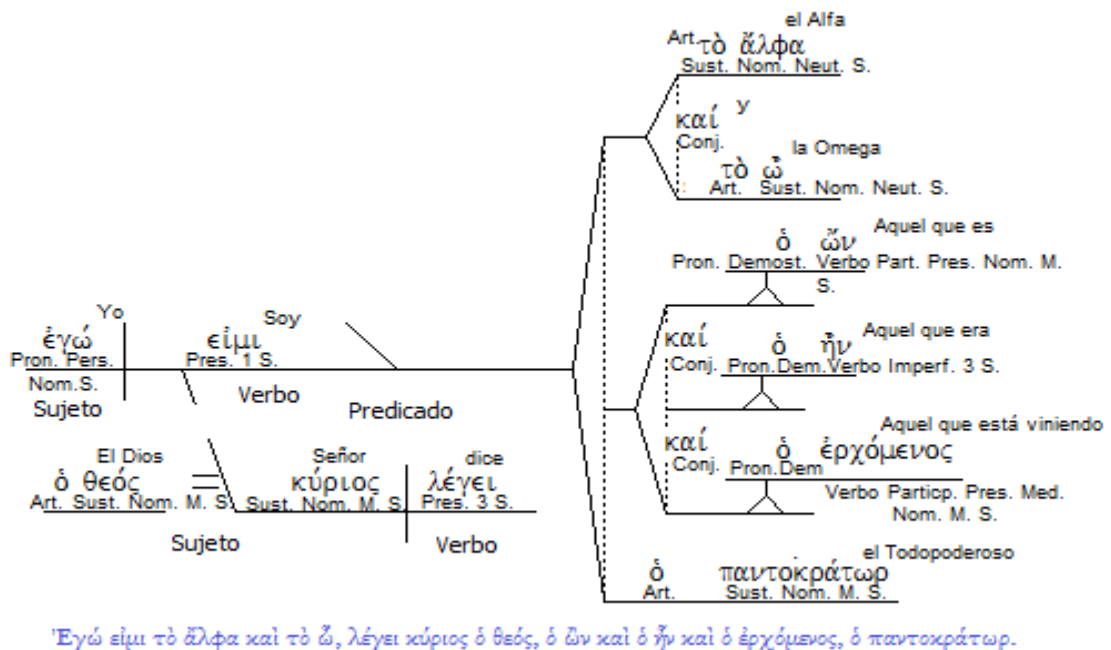 el Alfa
Art. τὸ ἄλφα
Sust. Nom. Neut. S.
καί y
Conj.
la Omega
τὸ ὦ
Art. Sust. Nom. Neut. S.
Aquel que es
ὁ ὤν
Pron. Demost. Verbo Part. Pres. Nom. M.
S.
Yo
ἐγώ
Pron. Pers.
Nom.S.
Sujeto
Soy
εἰμι
Pres. 1 S.
Verbo
Predicado
καί
Conj.
Aquel que era
ὁ ἦν
Pron.Dem.Verbo Imperf. 3 S.
καί
Conj.
Aquel que está viniendo
ὁ ἐρχόμενος
Pron.Dem
Verbo Particp. Pres. Med.
Nom. M. S.
El Dios
ὁ θεός
Art. Sust. Nom. M. S.
=
Señor
κύριος
Sust. Nom. M. S.
Sujeto
dice
λέγει
Pres. 3 S.
Verbo
el Todopoderoso
ὁ παντοκράτωρ
Art. Sust. Nom. M. S.
Ἐγώ εἰμι τὸ ἄλφα καὶ τὸ ὦ, λέγει κύριος ὁ θεός, ὁ ὢν καὶ ὁ ἦν καὶ ὁ ἐρχόμενος, ὁ παντοκράτωρ.